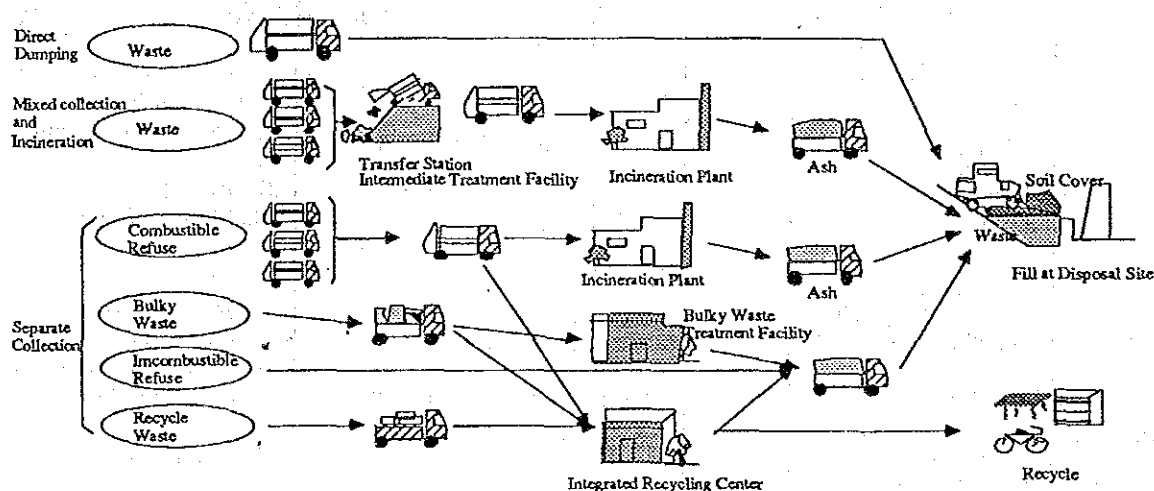 Direct
Dumping
Waste
Mixed collection
and
Incineration
Waste
Transfer Station
Intermediate Treatment Facility
Incineration Plant
Ash
Soil Cover
Waste
Fill at Disposal Site
Separate
Collection
Combustible
Refuse
Incineration Plant
Ash
Bulky
Waste
Bulky Waste
Treatment Facility
Imcombustible
Refuse
Recycle
Waste
Integrated Recycling Center
Recycle